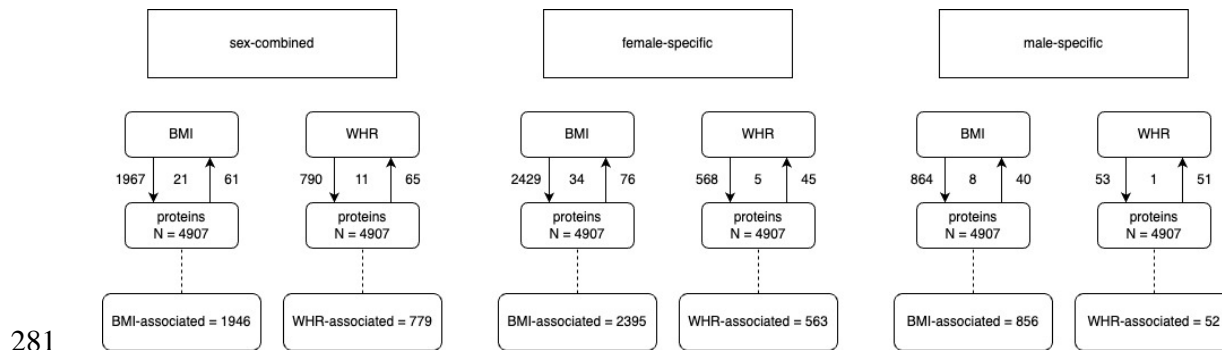 sex-combined
female-specific
male-specific
BMI
WHR
BMI
WHR
BMI
WHR
1967 21 61
790 11 65
2429 34 76
568 5 45
864 8 40
53 1 51
proteins
N = 4907
proteins
N = 4907
proteins
N = 4907
proteins
N = 4907
proteins
N = 4907
proteins
N = 4907
281
BMI-associated = 1946
WHR-associated = 779
BMI-associated = 2395
WHR-associated = 563
BMI-associated = 856
WHR-associated = 52